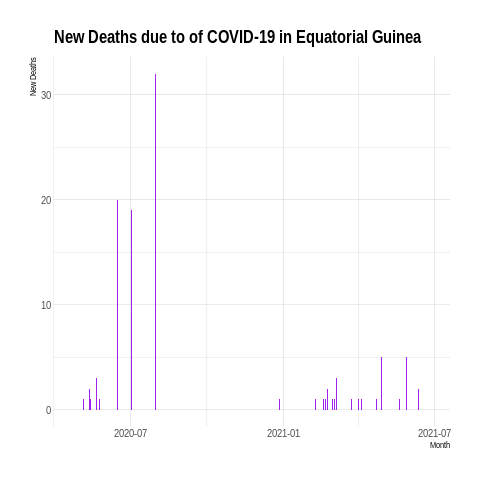 New Deaths due to of COVID-19 in Equatorial Guinea
New Deaths
30
20
10
0
2020-07
2021-01
2021-07
Month